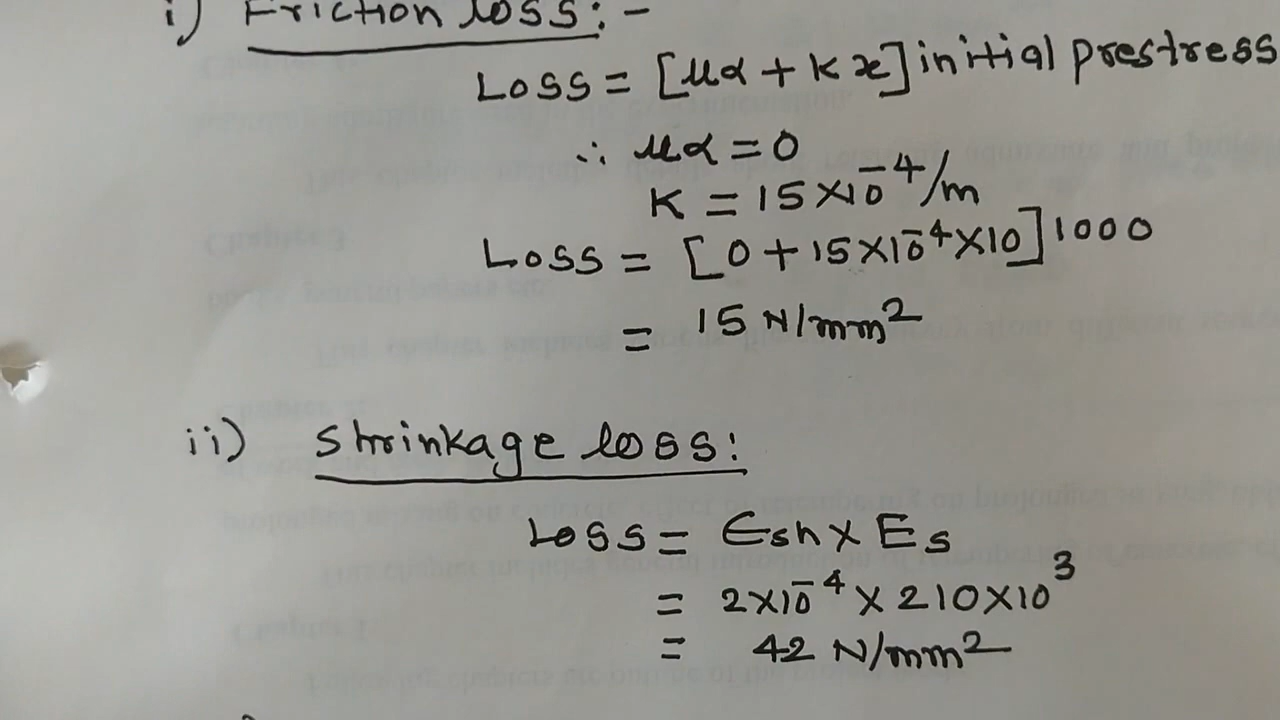 i) Friction loss:-
Loss = [μα + kx] initial prestress
∴ μα = 0
K = 15×10⁻⁴/m
Loss = [0 + 15×10⁻⁴×10] 1000
= 15 N/mm²
ii) shrinkage loss:
Loss = Єsh × Es
= 2×10⁻⁴ × 210×10³
= 42 N/mm²